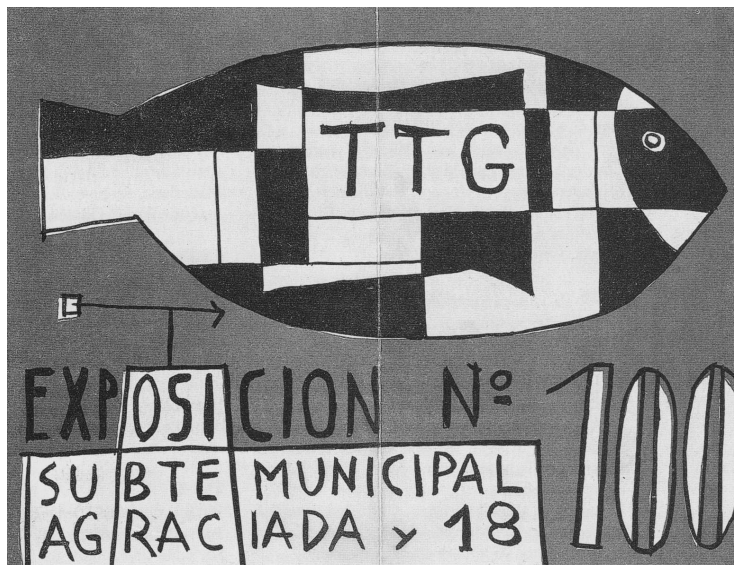 TTG
EXPOSICION Nº 100
SUBTE MUNICIPAL
AGRACIADA y 18